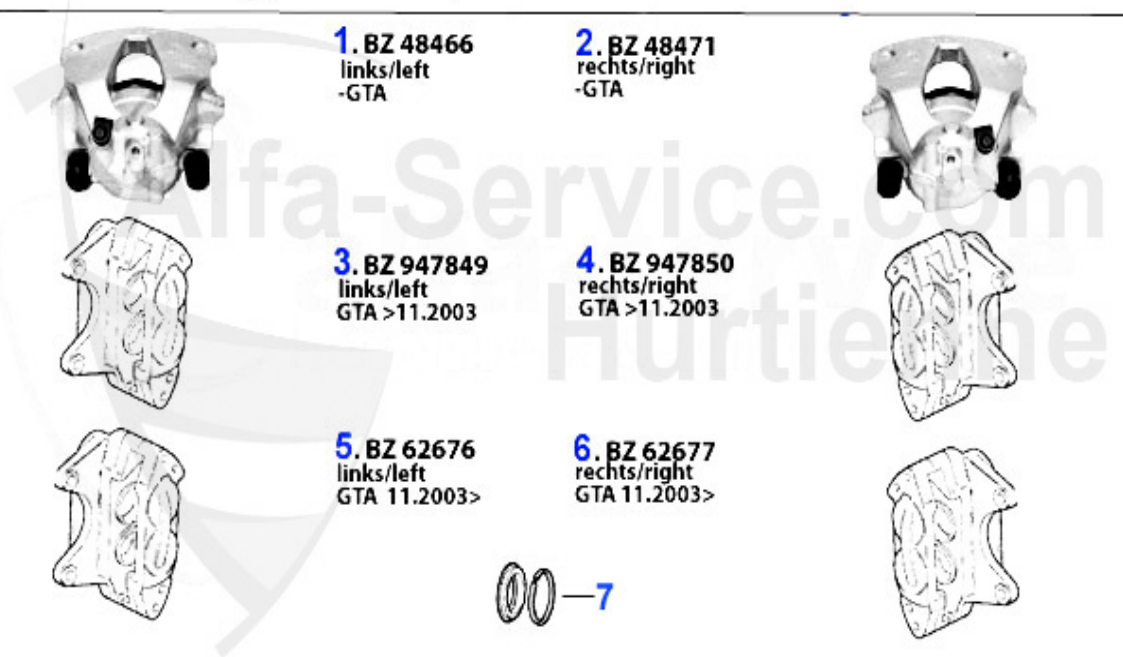 1. BZ 48466
links/left
-GTA
2. BZ 48471
rechts/right
-GTA
3. BZ 947849
links/left
GTA >11.2003
4. BZ 947850
rechts/right
GTA >11.2003
5. BZ 62676
links/left
GTA 11.2003>
6. BZ 62677
rechts/right
GTA 11.2003>
7
Alfa-Service.com